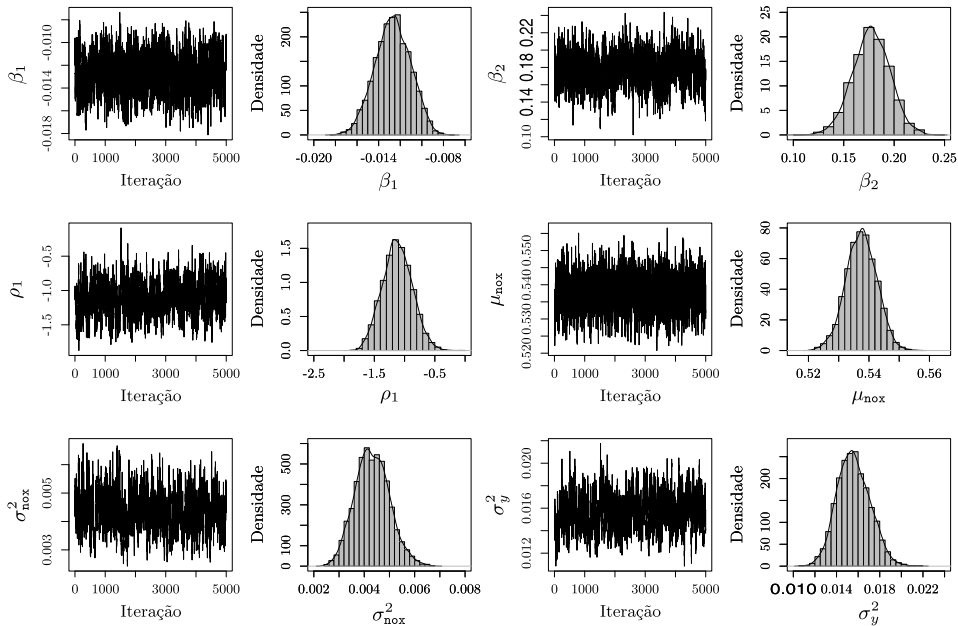 β1
-0.018 -0.014 -0.010
0 1000 3000 5000
Iteração
Densidade
0 50 100 200
-0.020 -0.014 -0.008
β1
β2
0.10 0.14 0.18 0.22
0 1000 3000 5000
Iteração
Densidade
0 5 10 15 20 25
0.10 0.15 0.20 0.25
β2
ρ1
-1.5 -1.0 -0.5
0 1000 3000 5000
Iteração
Densidade
0.0 0.5 1.0 1.5
-2.5 -1.5 -0.5
ρ1
μnox
0.520 0.530 0.540 0.550
0 1000 3000 5000
Iteração
Densidade
0 20 40 60 80
0.52 0.54 0.56
μnox
σ²nox
0.003 0.005
0 1000 3000 5000
Iteração
Densidade
0 100 300 500
0.002 0.004 0.006 0.008
σ²nox
σ²y
0.012 0.016 0.020
0 1000 3000 5000
Iteração
Densidade
0 50 100 200
0.010 0.014 0.018 0.022
σ²y